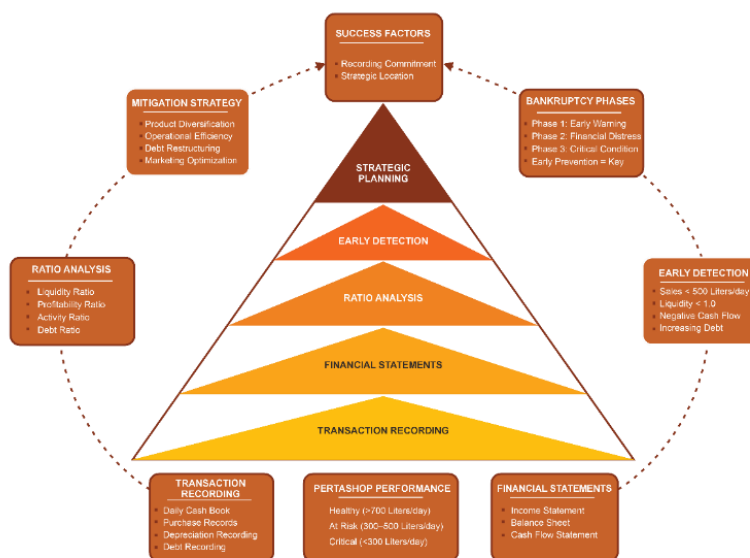 SUCCESS FACTORS
• Recording Commitment
• Strategic Location
MITIGATION STRATEGY
• Product Diversification
• Operational Efficiency
• Debt Restructuring
• Marketing Optimization
BANKRUPTCY PHASES
• Phase 1: Early Warning
• Phase 2: Financial Distress
• Phase 3: Critical Condition
• Early Prevention = Key
STRATEGIC
PLANNING
EARLY DETECTION
RATIO ANALYSIS
FINANCIAL STATEMENTS
TRANSACTION RECORDING
RATIO ANALYSIS
• Liquidity Ratio
• Profitability Ratio
• Activity Ratio
• Debt Ratio
EARLY DETECTION
• Sales < 500 Liters/day
• Liquidity < 1.0
• Negative Cash Flow
• Increasing Debt
TRANSACTION
RECORDING
• Daily Cash Book
• Purchase Records
• Depreciation Recording
• Debt Recording
PERTASHOP PERFORMANCE
Healthy (>700 Liters/day)
At Risk (300–500 Liters/day)
Critical (<300 Liters/day)
FINANCIAL STATEMENTS
• Income Statement
• Balance Sheet
• Cash Flow Statement